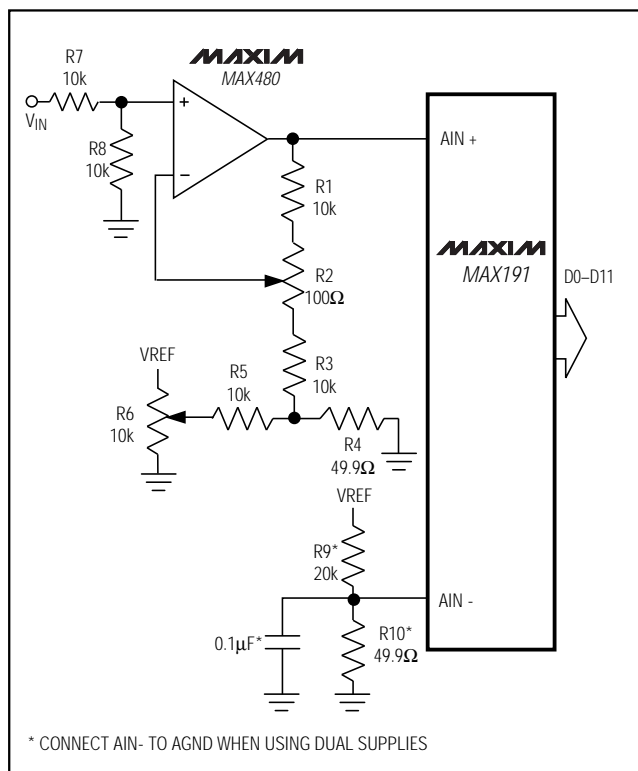 MAXIM
MAX480
R7
10k
VIN
R8
10k
+
−
AIN +
R1
10k
MAXIM
MAX191
D0–D11
R2
100Ω
R3
10k
VREF
R5
10k
R6
10k
R4
49.9Ω
VREF
R9*
20k
AIN -
0.1µF*
R10*
49.9Ω
* CONNECT AIN- TO AGND WHEN USING DUAL SUPPLIES